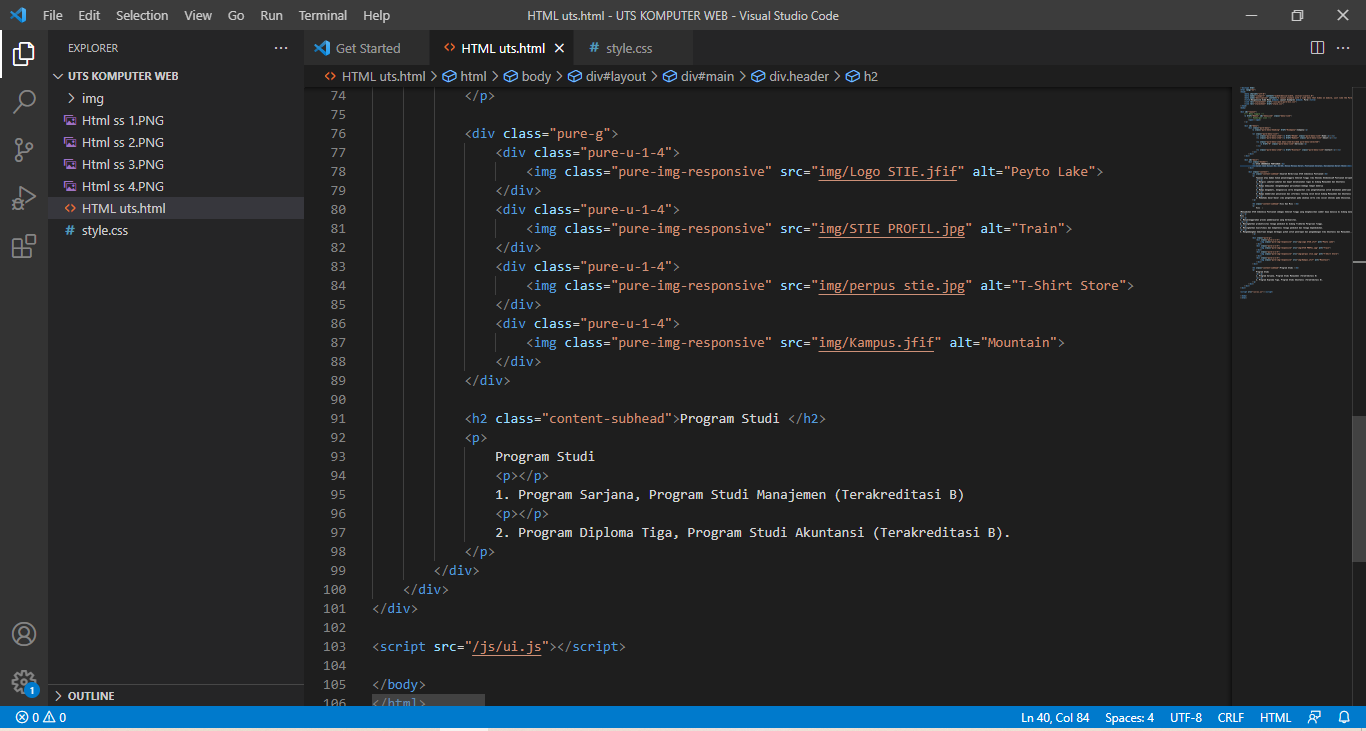 File Edit Selection View Go Run Terminal Help HTML uts.html - UTS KOMPUTER WEB - Visual Studio Code
EXPLORER ···
Get Started <> HTML uts.html × # style.css
UTS KOMPUTER WEB
<> HTML uts.html > html > body > div#layout > div#main > div.header > h2
> img
Html ss 1.PNG
Html ss 2.PNG
Html ss 3.PNG
Html ss 4.PNG
<> HTML uts.html
# style.css
74 </p>
75
76 <div class="pure-g">
77 <div class="pure-u-1-4">
78 <img class="pure-img-responsive" src="img/Logo STIE.jfif" alt="Peyto Lake">
79 </div>
80 <div class="pure-u-1-4">
81 <img class="pure-img-responsive" src="img/STIE PROFIL.jpg" alt="Train">
82 </div>
83 <div class="pure-u-1-4">
84 <img class="pure-img-responsive" src="img/perpus stie.jpg" alt="T-Shirt Store">
85 </div>
86 <div class="pure-u-1-4">
87 <img class="pure-img-responsive" src="img/Kampus.jfif" alt="Mountain">
88 </div>
89 </div>
90
91 <h2 class="content-subhead">Program Studi </h2>
92 <p>
93 Program Studi
94 <p></p>
95 1. Program Sarjana, Program Studi Manajemen (Terakreditasi B)
96 <p></p>
97 2. Program Diploma Tiga, Program Studi Akuntansi (Terakreditasi B).
98 </p>
99 </div>
100 </div>
101 </div>
102
103 <script src="/js/ui.js"></script>
104
105 </body>
106 </html>
> OUTLINE
1
0 0 Ln 40, Col 84 Spaces: 4 UTF-8 CRLF HTML